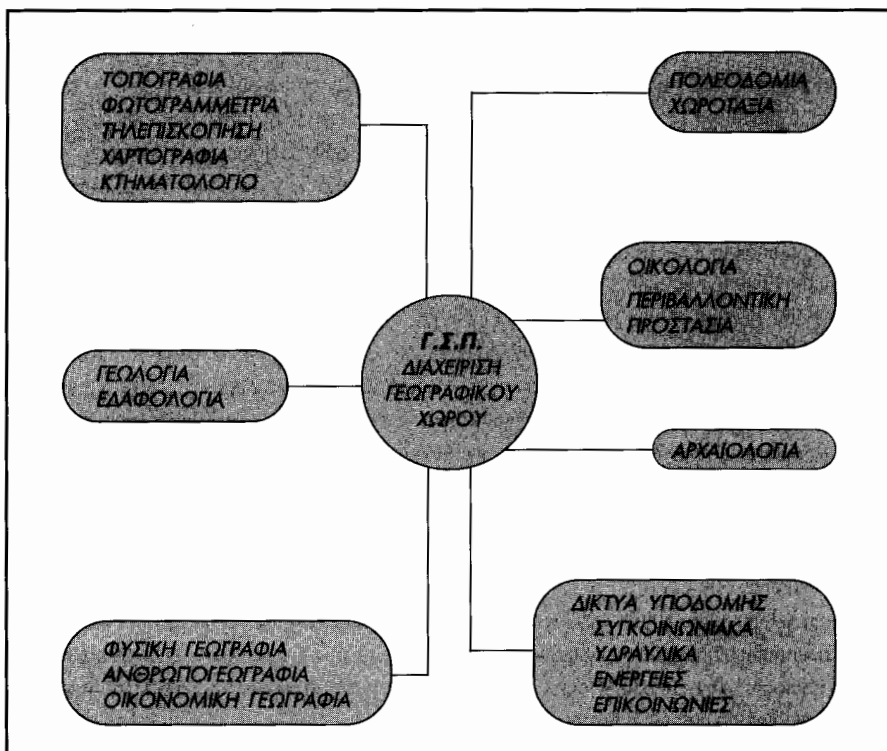 ΤΟΠΟΓΡΑΦΙΑ
ΦΩΤΟΓΡΑΜΜΕΤΡΙΑ
ΤΗΛΕΠΙΣΚΟΠΗΣΗ
ΧΑΡΤΟΓΡΑΦΙΑ
ΚΤΗΜΑΤΟΛΟΓΙΟ
ΠΟΛΕΟΔΟΜΙΑ
ΧΩΡΟΤΑΞΙΑ
ΟΙΚΟΛΟΓΙΑ
ΠΕΡΙΒΑΛΛΟΝΤΙΚΗ
ΠΡΟΣΤΑΣΙΑ
Γ.Σ.Π.
ΔΙΑΧΕΙΡΙΣΗ
ΓΕΩΓΡΑΦΙΚΟΥ
ΧΩΡΟΥ
ΓΕΩΛΟΓΙΑ
ΕΔΑΦΟΛΟΓΙΑ
ΑΡΧΑΙΟΛΟΓΙΑ
ΦΥΣΙΚΗ ΓΕΩΓΡΑΦΙΑ
ΑΝΘΡΩΠΟΓΕΩΓΡΑΦΙΑ
ΟΙΚΟΝΟΜΙΚΗ ΓΕΩΓΡΑΦΙΑ
ΔΙΚΤΥΑ ΥΠΟΔΟΜΗΣ
ΣΥΓΚΟΙΝΩΝΙΑΚΑ
ΥΔΡΑΥΛΙΚΑ
ΕΝΕΡΓΕΙΕΣ
ΕΠΙΚΟΙΝΩΝΙΕΣ